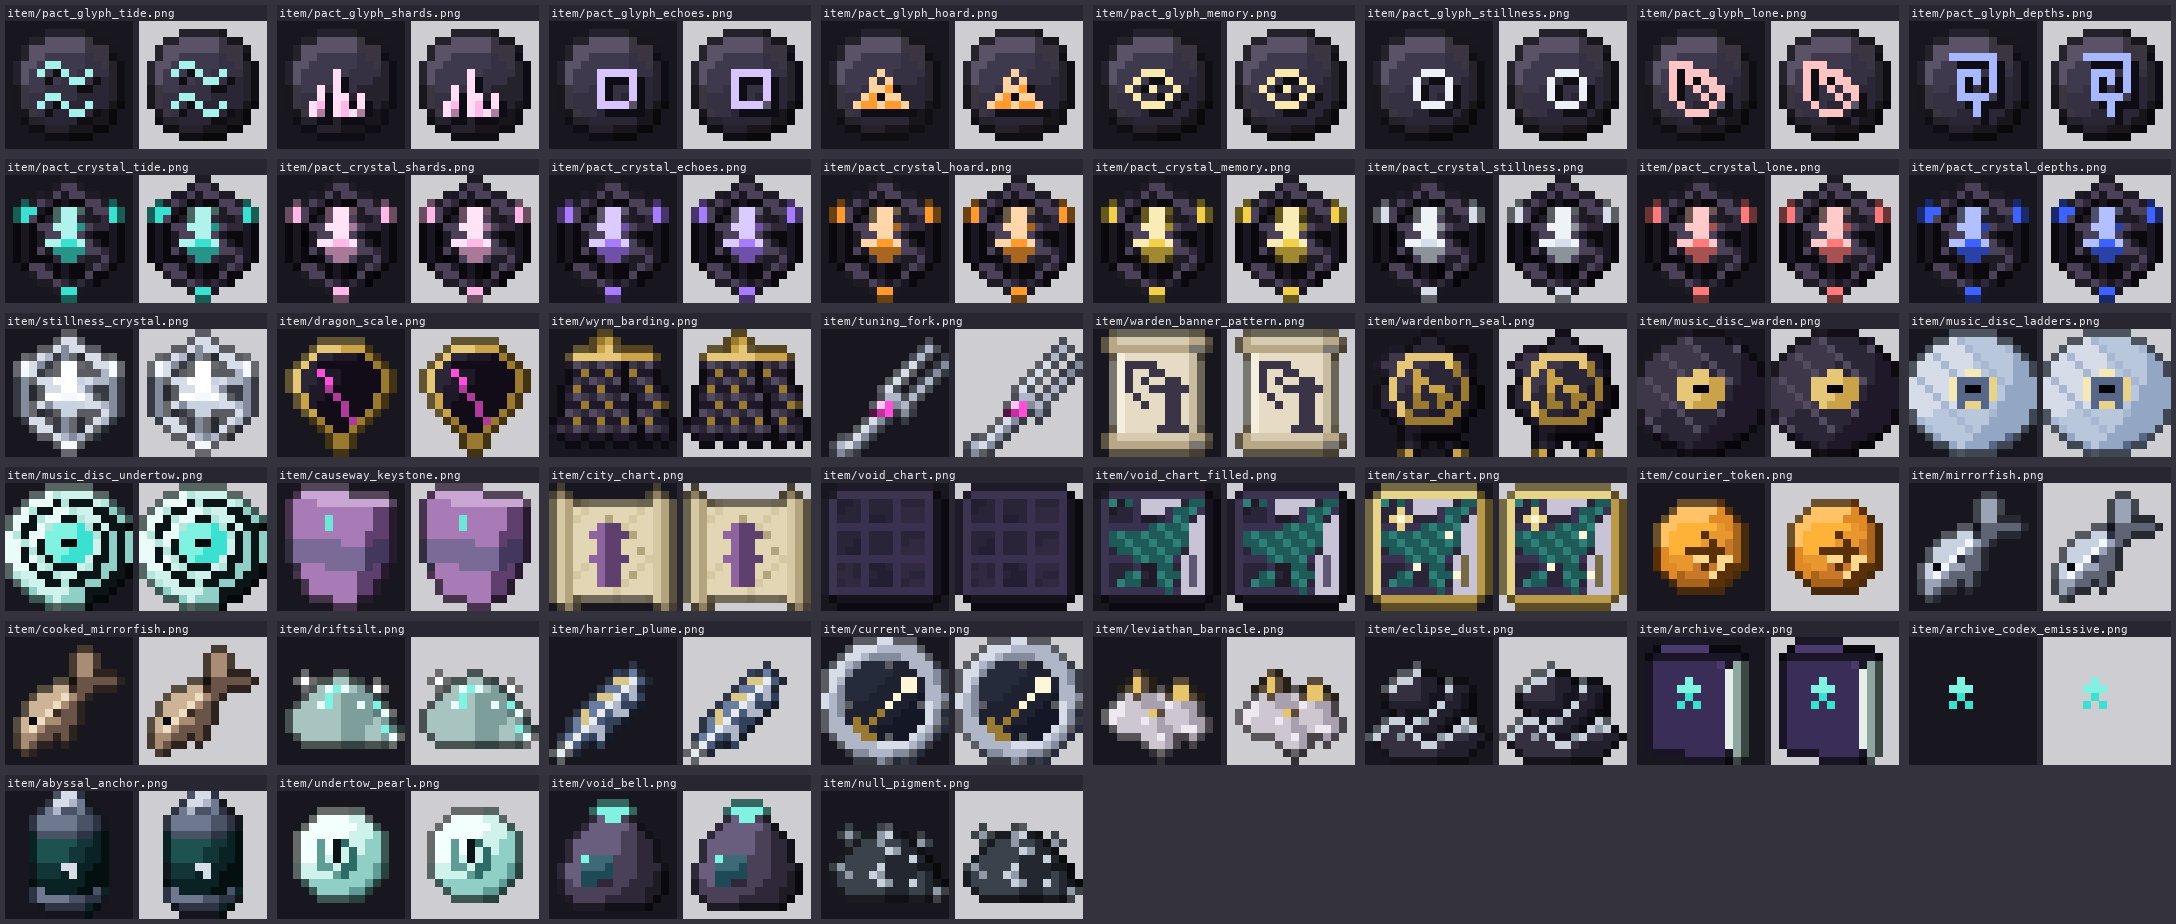 item/pact_glyph_tide.png item/pact_glyph_shards.png item/pact_glyph_echoes.png item/pact_glyph_hoard.png item/pact_glyph_memory.png item/pact_glyph_stillness.png item/pact_glyph_lone.png item/pact_glyph_depths.png
item/pact_crystal_tide.png item/pact_crystal_shards.png item/pact_crystal_echoes.png item/pact_crystal_hoard.png item/pact_crystal_memory.png item/pact_crystal_stillness.png item/pact_crystal_lone.png item/pact_crystal_depths.png
item/stillness_crystal.png item/dragon_scale.png item/wyrm_barding.png item/tuning_fork.png item/warden_banner_pattern.png item/wardenborn_seal.png item/music_disc_warden.png item/music_disc_ladders.png
item/music_disc_undertow.png item/causeway_keystone.png item/city_chart.png item/void_chart.png item/void_chart_filled.png item/star_chart.png item/courier_token.png item/mirrorfish.png
item/cooked_mirrorfish.png item/driftsilt.png item/harrier_plume.png item/current_vane.png item/leviathan_barnacle.png item/eclipse_dust.png item/archive_codex.png item/archive_codex_emissive.png
item/abyssal_anchor.png item/undertow_pearl.png item/void_bell.png item/null_pigment.png